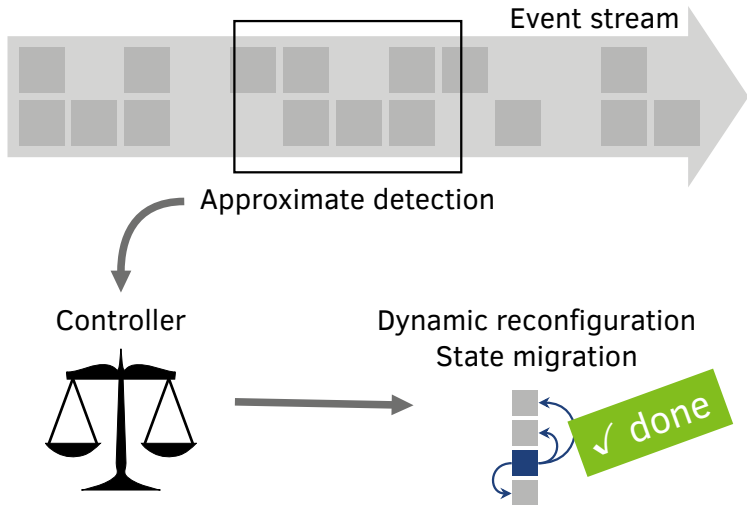 Event stream
Approximate detection
Controller
Dynamic reconfiguration
State migration
✓ done